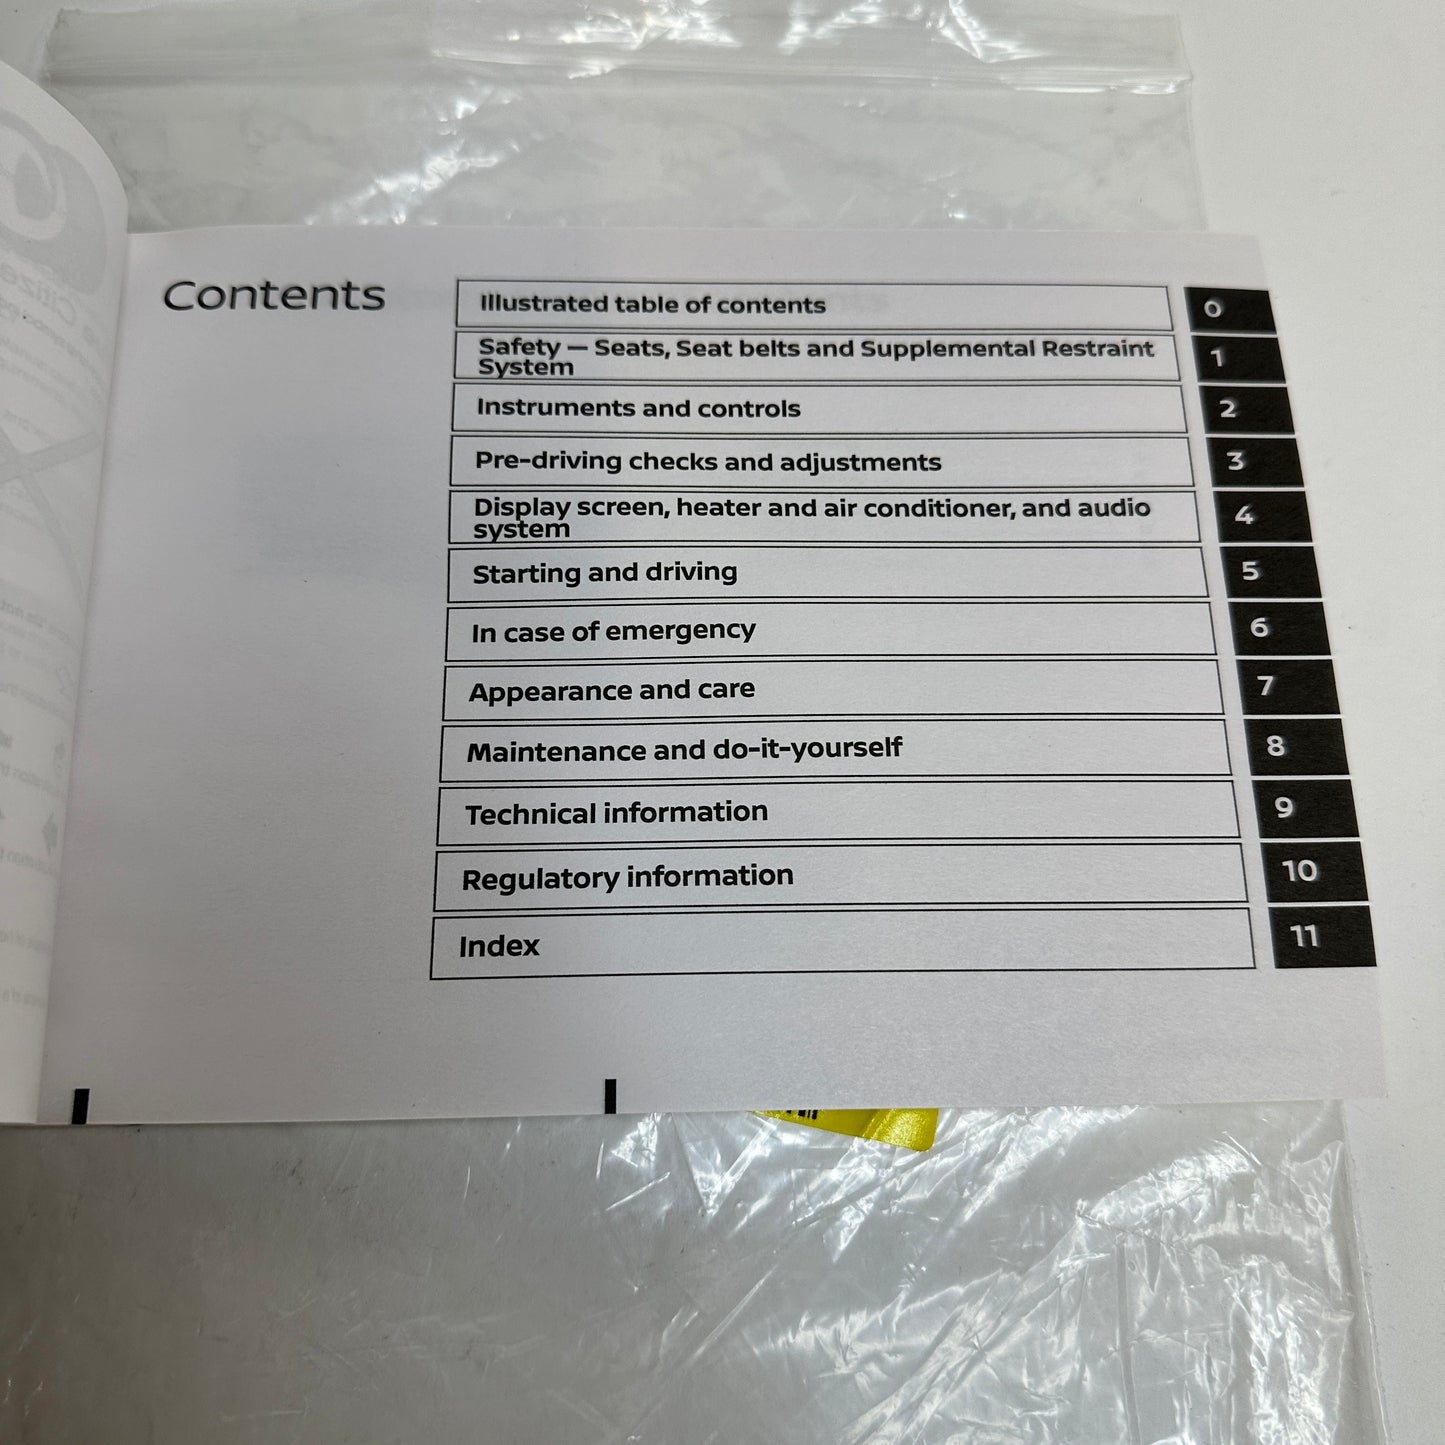 Contents
Illustrated table of contents
0
Safety — Seats, Seat belts and Supplemental Restraint
System
1
Instruments and controls
2
Pre-driving checks and adjustments
3
Display screen, heater and air conditioner, and audio
system
4
Starting and driving
5
In case of emergency
6
Appearance and care
7
Maintenance and do-it-yourself
8
Technical information
9
Regulatory information
10
Index
11